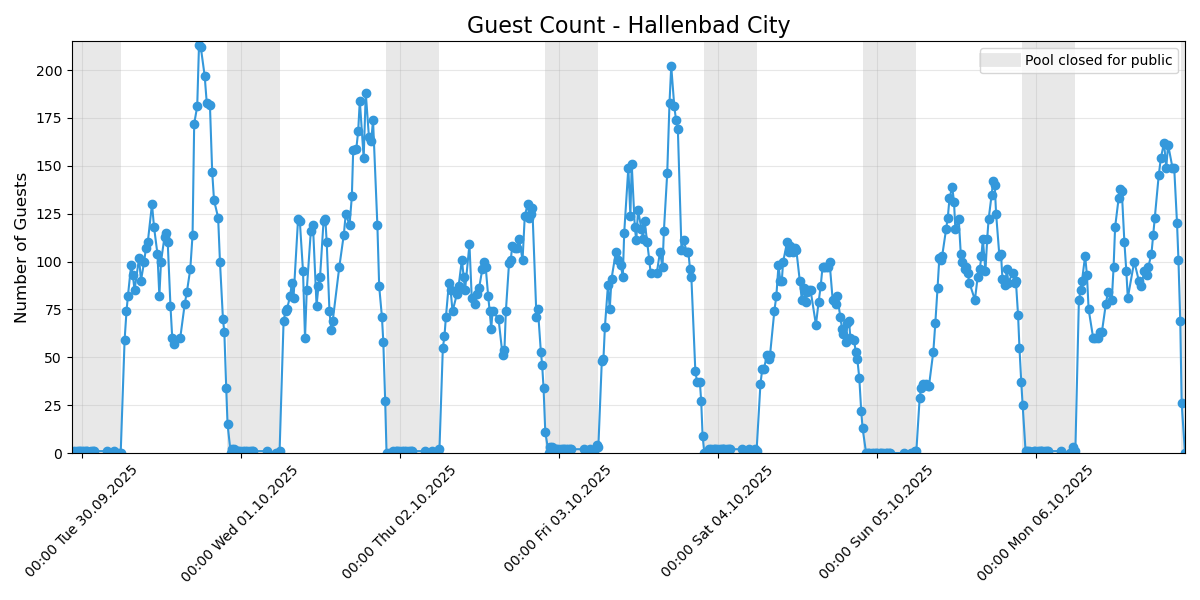 Guest Count - Hallenbad City
Pool closed for public
Number of Guests
200
175
150
125
100
75
50
25
0
00:00 Tue 30.09.2025
00:00 Wed 01.10.2025
00:00 Thu 02.10.2025
00:00 Fri 03.10.2025
00:00 Sat 04.10.2025
00:00 Sun 05.10.2025
00:00 Mon 06.10.2025